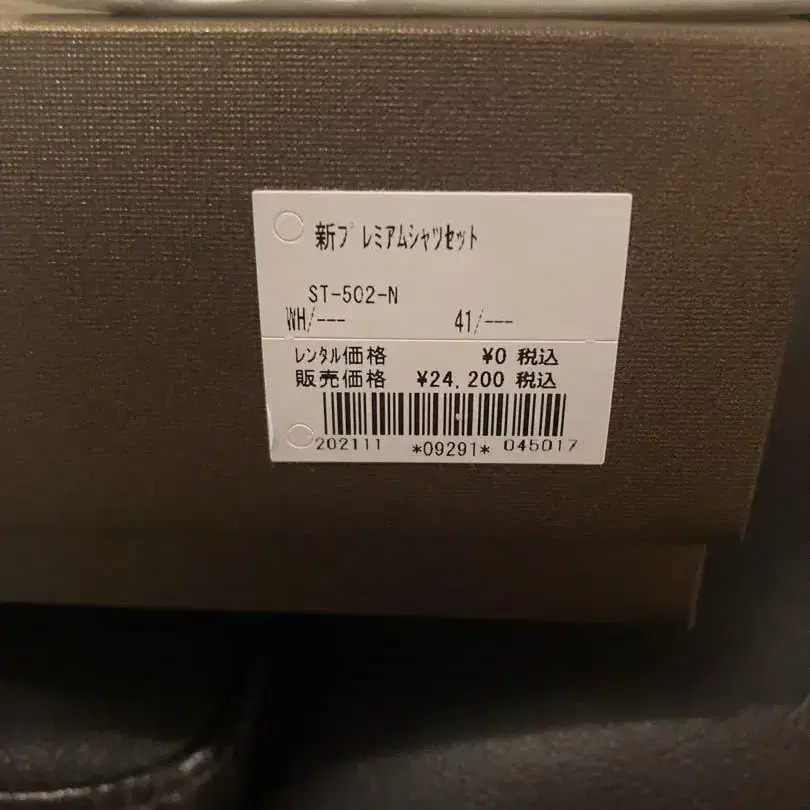 新プレミアムシャツセット
ST-502-N
WH/--- 41/---
レンタル価格 ¥0 税込
販売価格 ¥24,200 税込
202111 *09291* 045017